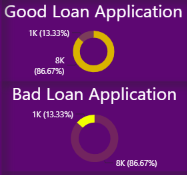 Good Loan Application
1K (13.33%)
8K
(86.67%)
Bad Loan Application
1K (13.33%)
8K (86.67%)